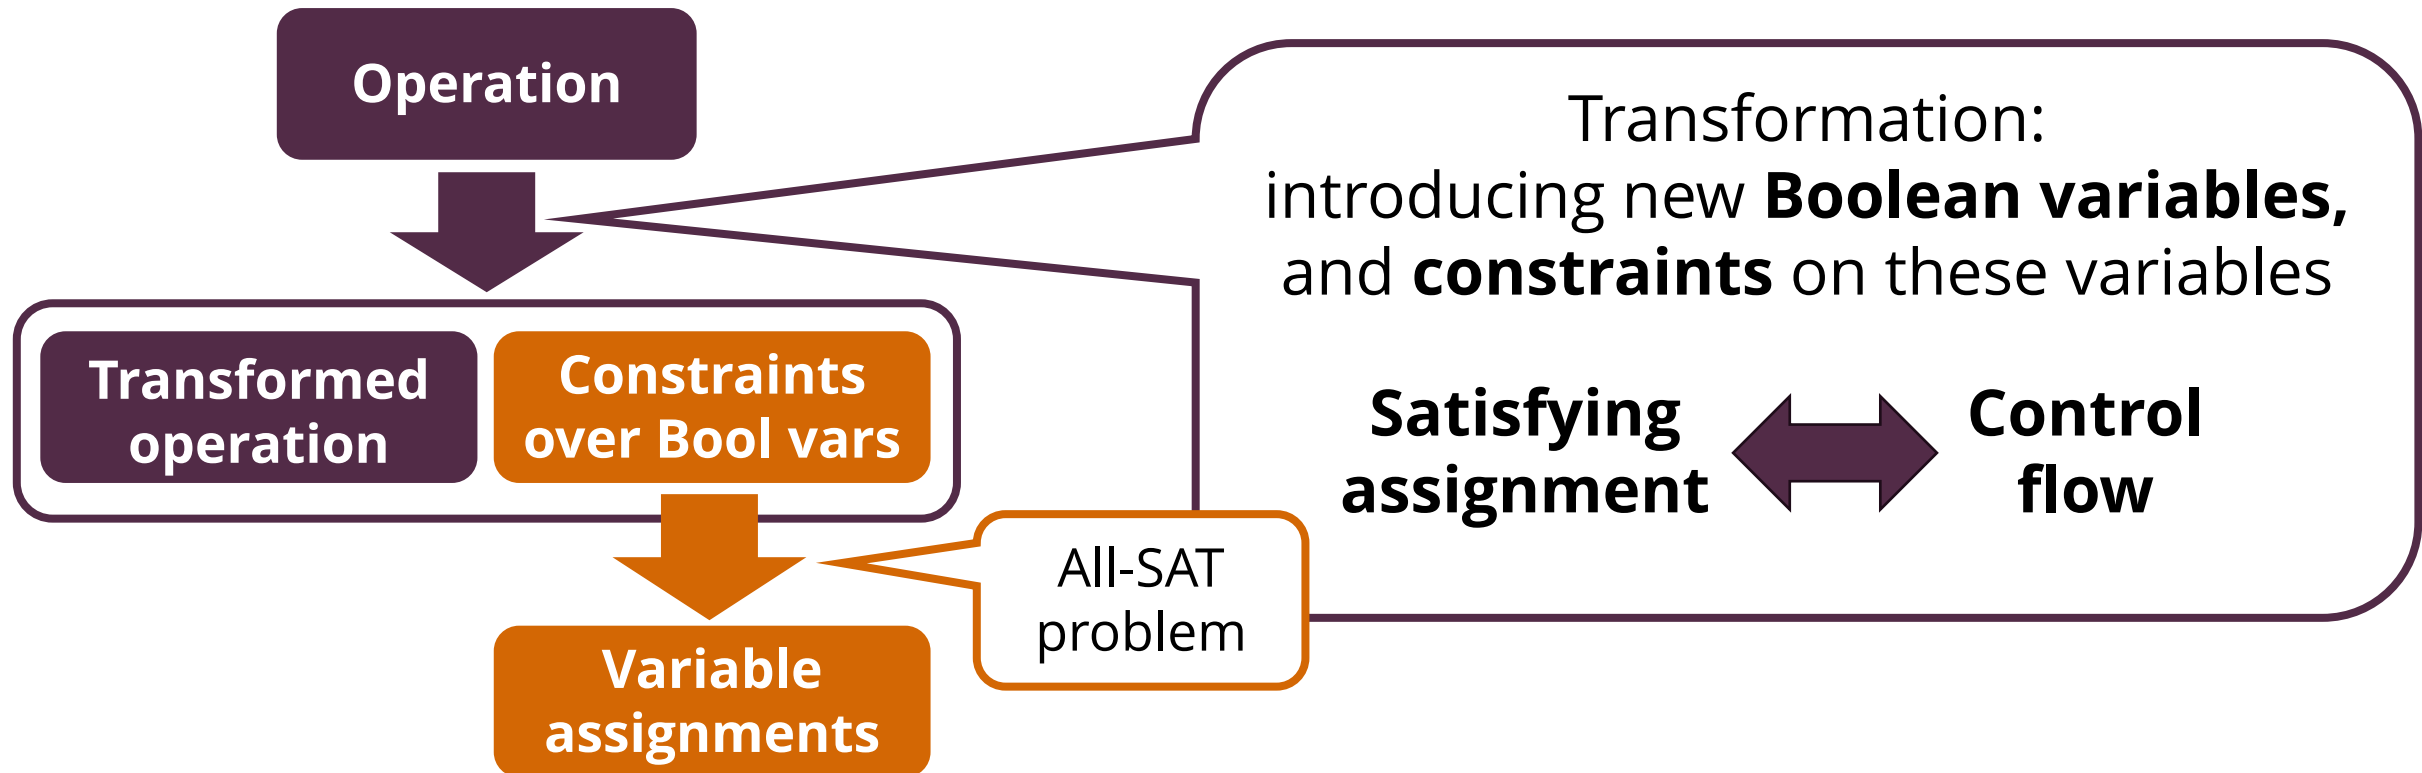 Operation
Transformation:
introducing new Boolean variables,
and constraints on these variables
Transformed
operation
Constraints
over Bool vars
Satisfying
assignment
Control
flow
All-SAT
problem
Variable
assignments